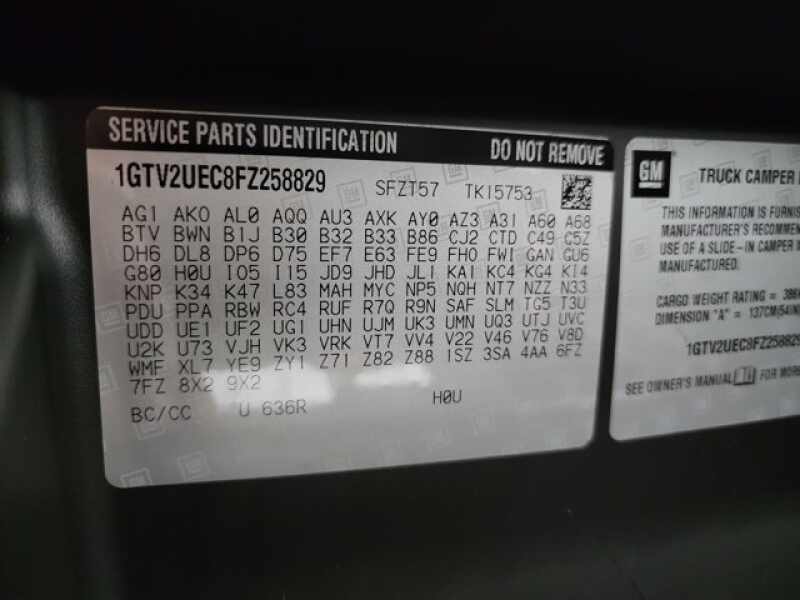 SERVICE PARTS IDENTIFICATION DO NOT REMOVE
1GTV2UEC8FZ258829 SFZT57 TK15753
AG1 AKO AL0 AQQ AU3 AXK AY0 AZ3 A31 A60 A68
BTV BWN B1J B30 B32 B33 B86 CJ2 CTD C49 C5Z
DH6 DL8 DP6 D75 EF7 E63 FE9 FHO FWI GAN GU6
G80 H0U I05 I15 JD9 JHD JL1 KA1 KC4 KG4 K14
KNP K34 K47 L83 MAH MYC NP5 NQH NT7 NZZ N33
PDU PPA RBW RC4 RUF R7Q R9N SAF SLM TG5 T3U
UDD UE1 UF2 UG1 UHN UJM UK3 UMN UQ3 UTJ UVC
U2K U73 VJH VK3 VRK VT7 VV4 V22 V46 V76 V8D
WMF XL7 YE9 ZY1 Z71 Z82 Z88 1SZ 3SA 4AA 6FZ
7FZ 8X2 9X2
BC/CC U 636R H0U
GM TRUCK CAMPER
THIS INFORMATION IS
MANUFACTURER'S
USE OF A SLIDE-IN CAMPER
MANUFACTURED.
CARGO WEIGHT RATING =
DIMENSION "A" = 137CM
1GTV2UEC8FZ258829
SEE OWNER'S MANUAL FOR